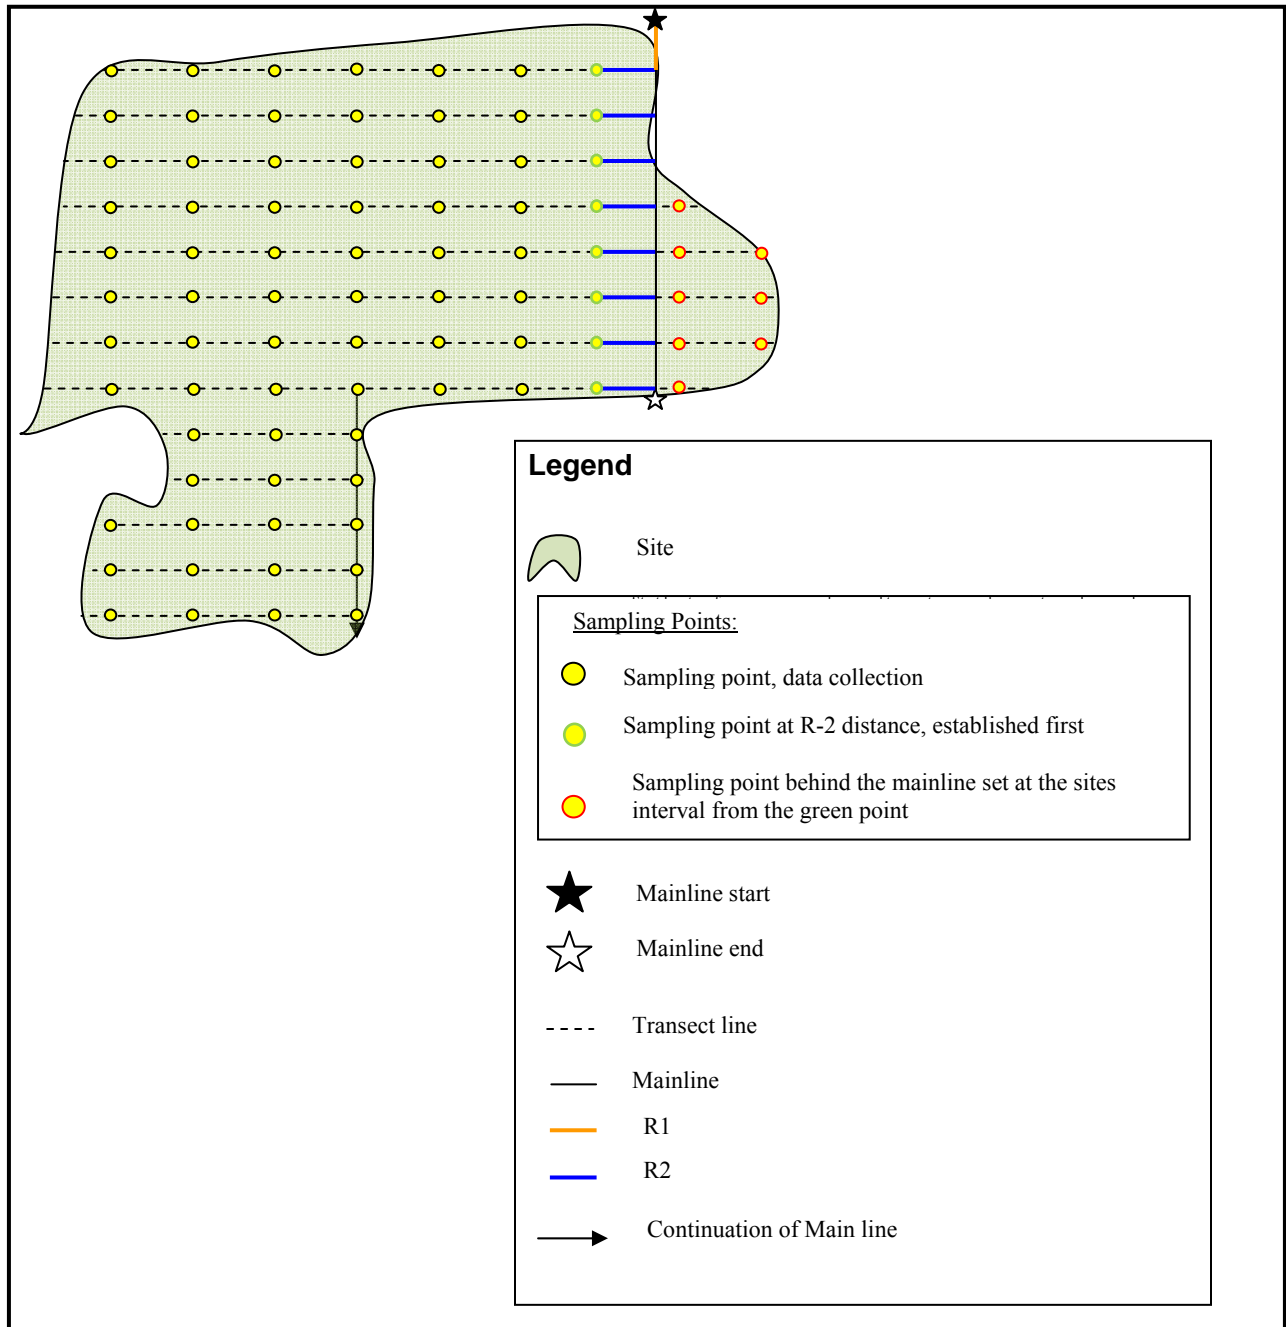 Legend
Site
Sampling Points:
Sampling point, data collection
Sampling point at R-2 distance, established first
Sampling point behind the mainline set at the sites
interval from the green point
Mainline start
Mainline end
Transect line
Mainline
R1
R2
Continuation of Main line